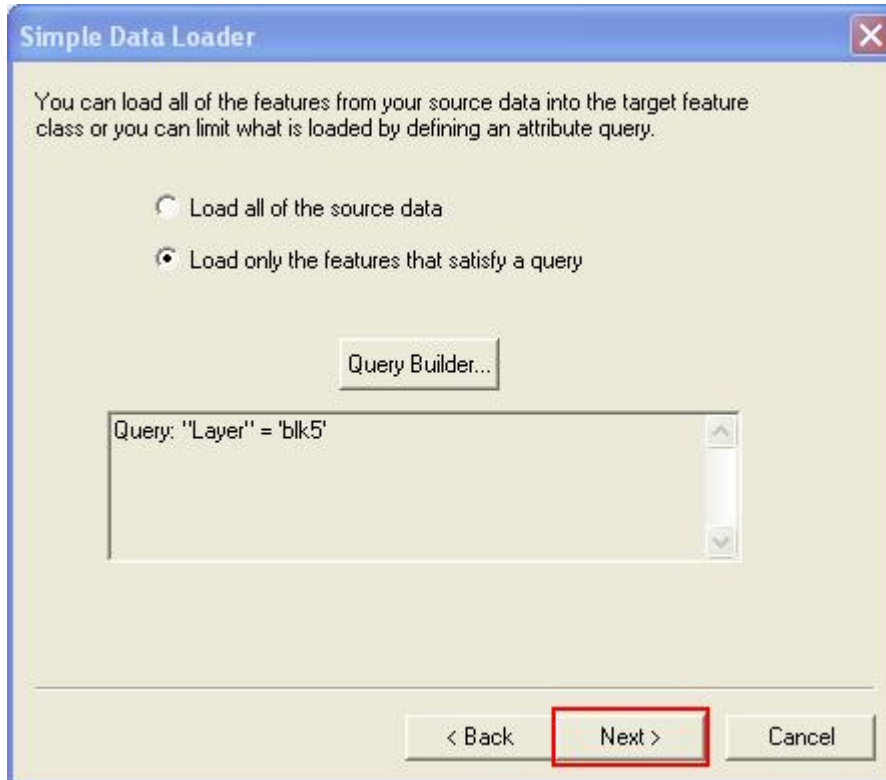 Simple Data Loader
You can load all of the features from your source data into the target feature
class or you can limit what is loaded by defining an attribute query.
Load all of the source data
Load only the features that satisfy a query
Query Builder...
Query: "Layer" = 'blk5'
< Back Next > Cancel